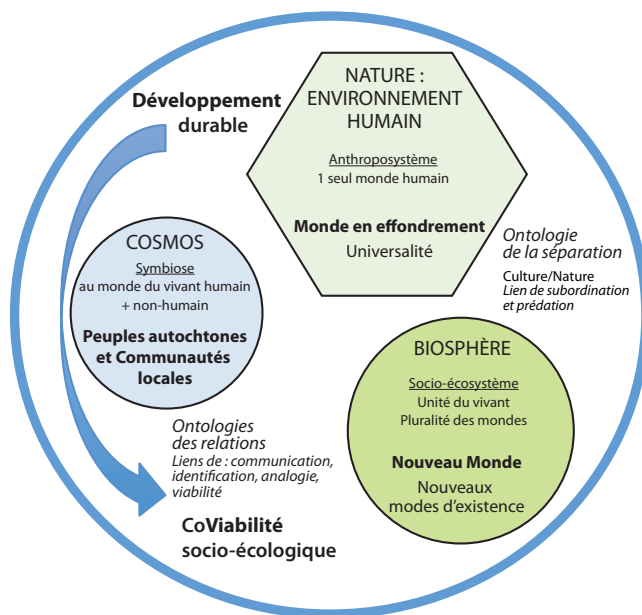 Développement
durable
NATURE :
ENVIRONNEMENT
HUMAIN
Anthroposystème
1 seul monde humain
Monde en effondrement
Universalité
Ontologie
de la séparation
Culture/Nature
Lien de subordination
et prédation
COSMOS
Symbiose
au monde du vivant humain
+ non-humain
Peuples autochtones
et Communautés
locales
BIOSPHÈRE
Socio-écosystème
Unité du vivant
Pluralité des mondes
Nouveau Monde
Nouveaux
modes d'existence
Ontologies
des relations
Liens de : communication,
identification, analogie,
viabilité
CoViabilité
socio-écologique